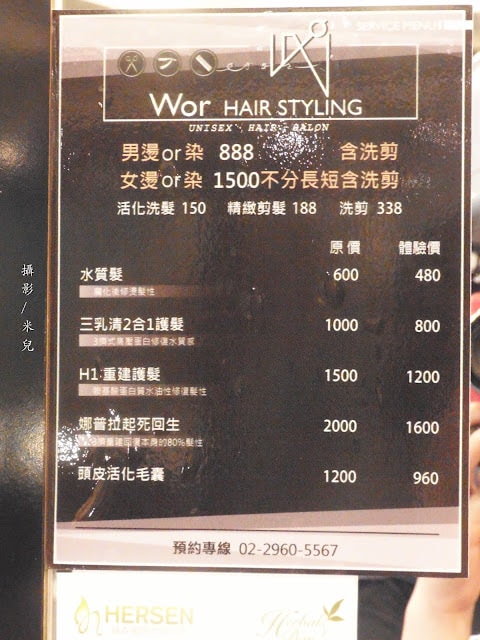 SERVICE MENU
Wor HAIR STYLING
UNISEX HAIR SALON
男燙or染 888 含洗剪
女燙or染 1500不分長短含洗剪
活化洗髮 150 精緻剪髮 188 洗剪 338
原價 體驗價
水質髮 600 480
三乳清2合1護髮 1000 800
H1 重建護髮 1500 1200
娜普拉起死回生 2000 1600
頭皮活化毛囊 1200 960
預約專線 02-2960-5567
HERSEN
攝影/米兒